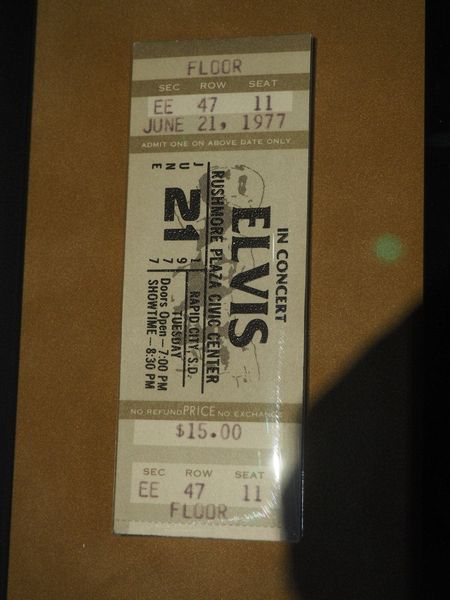 FLOOR
SEC ROW SEAT
EE 47 11
JUNE 21, 1977
ADMIT ONE ON ABOVE DATE ONLY
IN CONCERT
ELVIS
RUSHMORE PLAZA CIVIC CENTER
RAPID CITY, S.D.
JUNE 21 1977
TUESDAY
Doors Open — 7:00 PM
SHOWTIME — 8:30 PM
NO REFUND PRICE NO EXCHANGE
$15.00
SEC ROW SEAT
EE 47 11
FLOOR